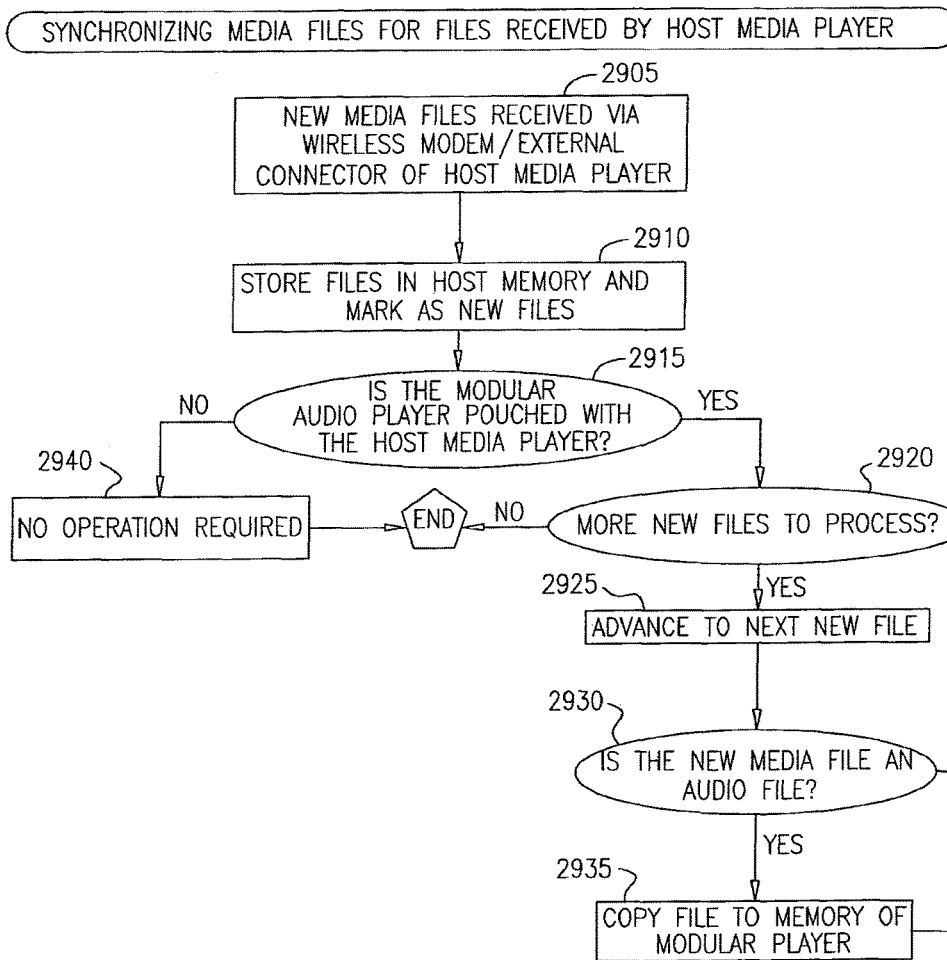 SYNCHRONIZING MEDIA FILES FOR FILES RECEIVED BY HOST MEDIA PLAYER
2905
NEW MEDIA FILES RECEIVED VIA
WIRELESS MODEM/EXTERNAL
CONNECTOR OF HOST MEDIA PLAYER
2910
STORE FILES IN HOST MEMORY AND
MARK AS NEW FILES
2915
IS THE MODULAR
AUDIO PLAYER POUCHED WITH
THE HOST MEDIA PLAYER?
NO
YES
2940
NO OPERATION REQUIRED
END
NO
2920
MORE NEW FILES TO PROCESS?
YES
2925
ADVANCE TO NEXT NEW FILE
2930
IS THE NEW MEDIA FILE AN
AUDIO FILE?
YES
2935
COPY FILE TO MEMORY OF
MODULAR PLAYER